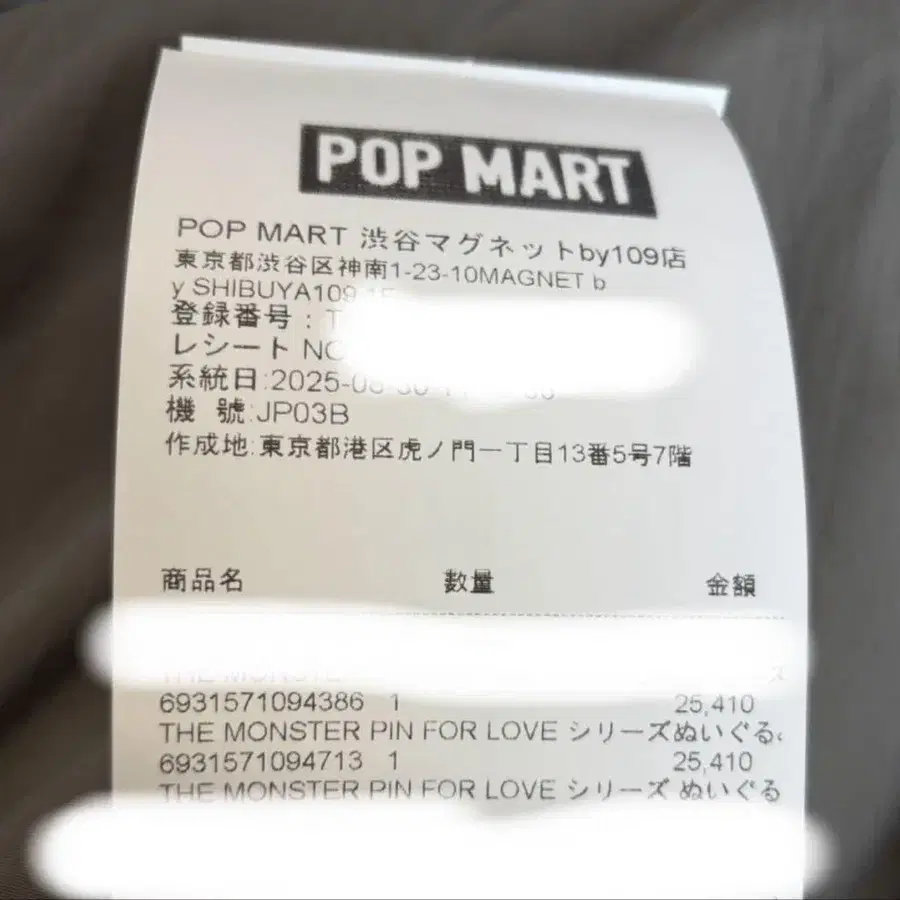 POP MART
POP MART 渋谷マグネットby109店
東京都渋谷区神南1-23-10MAGNET b
y SHIBUYA109
登録番号：T
レシート NO
系統日:2025-08-30
機 號:JP03B
作成地:東京都港区虎ノ門一丁目13番5号7階
商品名 数量 金額
THE MONSTER
6931571094386 1 25,410
THE MONSTER PIN FOR LOVE シリーズぬいぐる
6931571094713 1 25,410
THE MONSTER PIN FOR LOVE シリーズ ぬいぐる